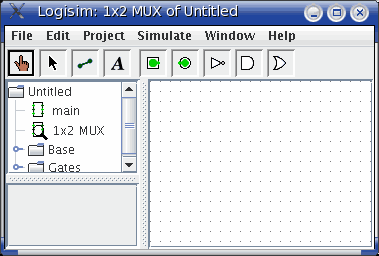 Logisim: 1x2 MUX of Untitled
File Edit Project Simulate Window Help
A
Untitled
main
1x2 MUX
Base
Gates